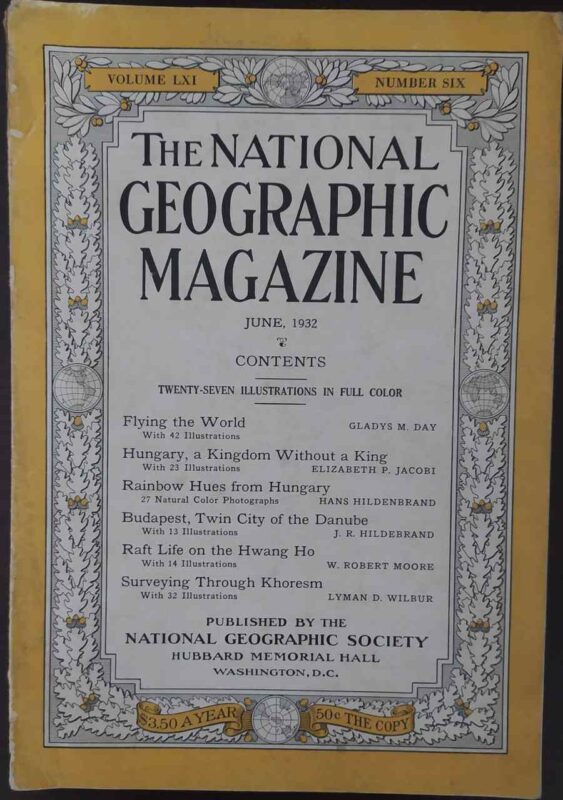 VOLUME LXI NUMBER SIX
THE NATIONAL
GEOGRAPHIC
MAGAZINE
JUNE, 1932
CONTENTS
TWENTY-SEVEN ILLUSTRATIONS IN FULL COLOR
Flying the World GLADYS M. DAY
With 42 Illustrations
Hungary, a Kingdom Without a King
With 23 Illustrations ELIZABETH P. JACOBI
Rainbow Hues from Hungary
27 Natural Color Photographs HANS HILDENBRAND
Budapest, Twin City of the Danube
With 13 Illustrations J. R. HILDEBRAND
Raft Life on the Hwang Ho
With 14 Illustrations W. ROBERT MOORE
Surveying Through Khoresm
With 32 Illustrations LYMAN D. WILBUR
PUBLISHED BY THE
NATIONAL GEOGRAPHIC SOCIETY
HUBBARD MEMORIAL HALL
WASHINGTON, D.C.
$3.50 A YEAR 50¢ THE COPY